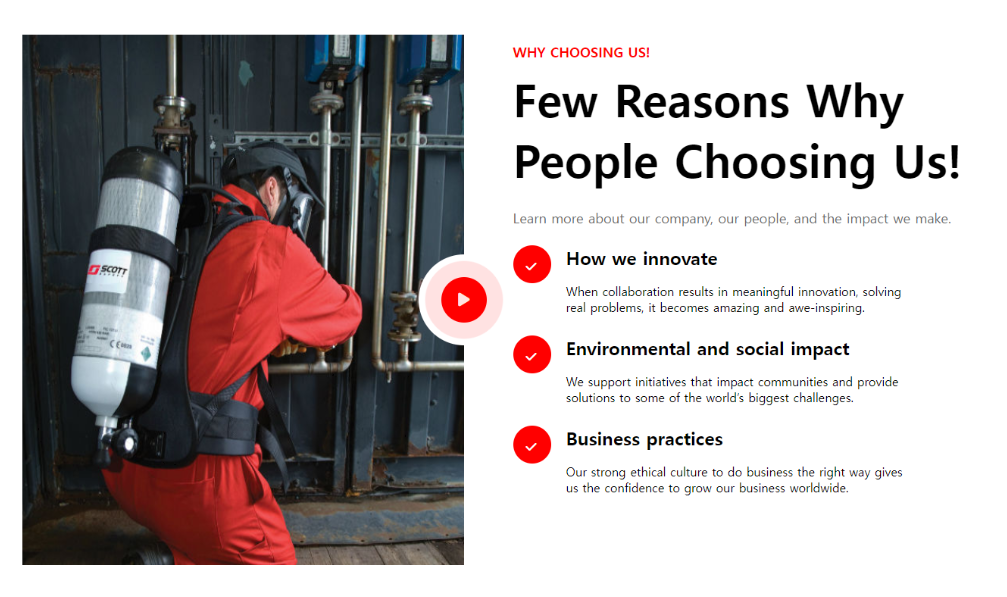 WHY CHOOSING US!
Few Reasons Why
People Choosing Us!
Learn more about our company, our people, and the impact we make.
How we innovate
When collaboration results in meaningful innovation, solving
real problems, it becomes amazing and awe-inspiring.
Environmental and social impact
We support initiatives that impact communities and provide
solutions to some of the world's biggest challenges.
Business practices
Our strong ethical culture to do business the right way gives
us the confidence to grow our business worldwide.
SCOTT